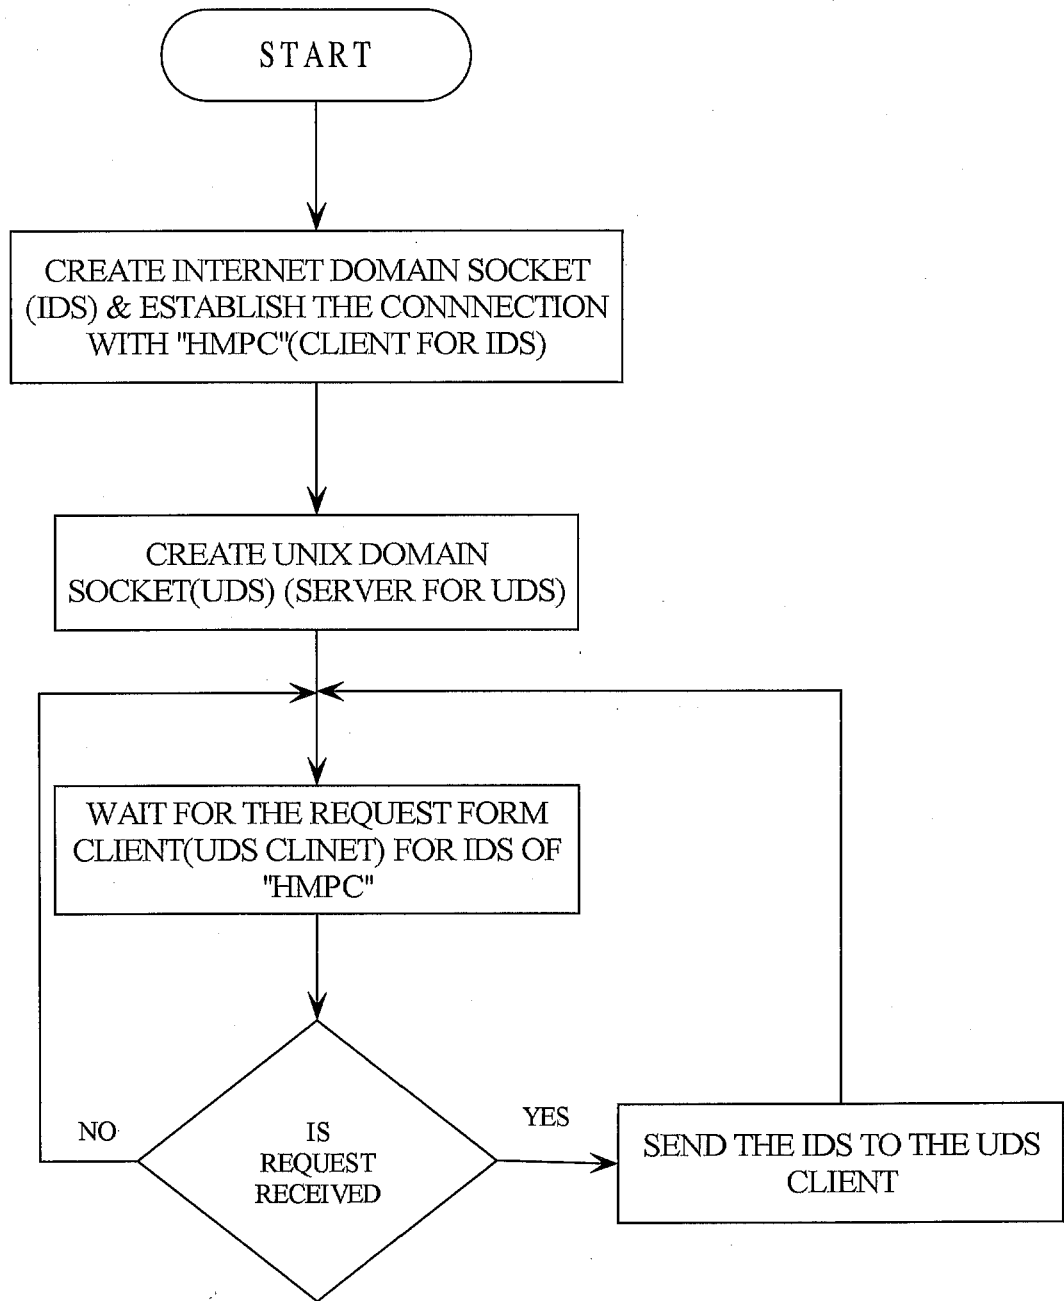 START
CREATE INTERNET DOMAIN SOCKET
(IDS) & ESTABLISH THE CONNNECTION
WITH "HMPC"(CLIENT FOR IDS)
CREATE UNIX DOMAIN
SOCKET(UDS) (SERVER FOR UDS)
WAIT FOR THE REQUEST FORM
CLIENT(UDS CLINET) FOR IDS OF
"HMPC"
NO
IS
REQUEST
RECEIVED
YES
SEND THE IDS TO THE UDS
CLIENT